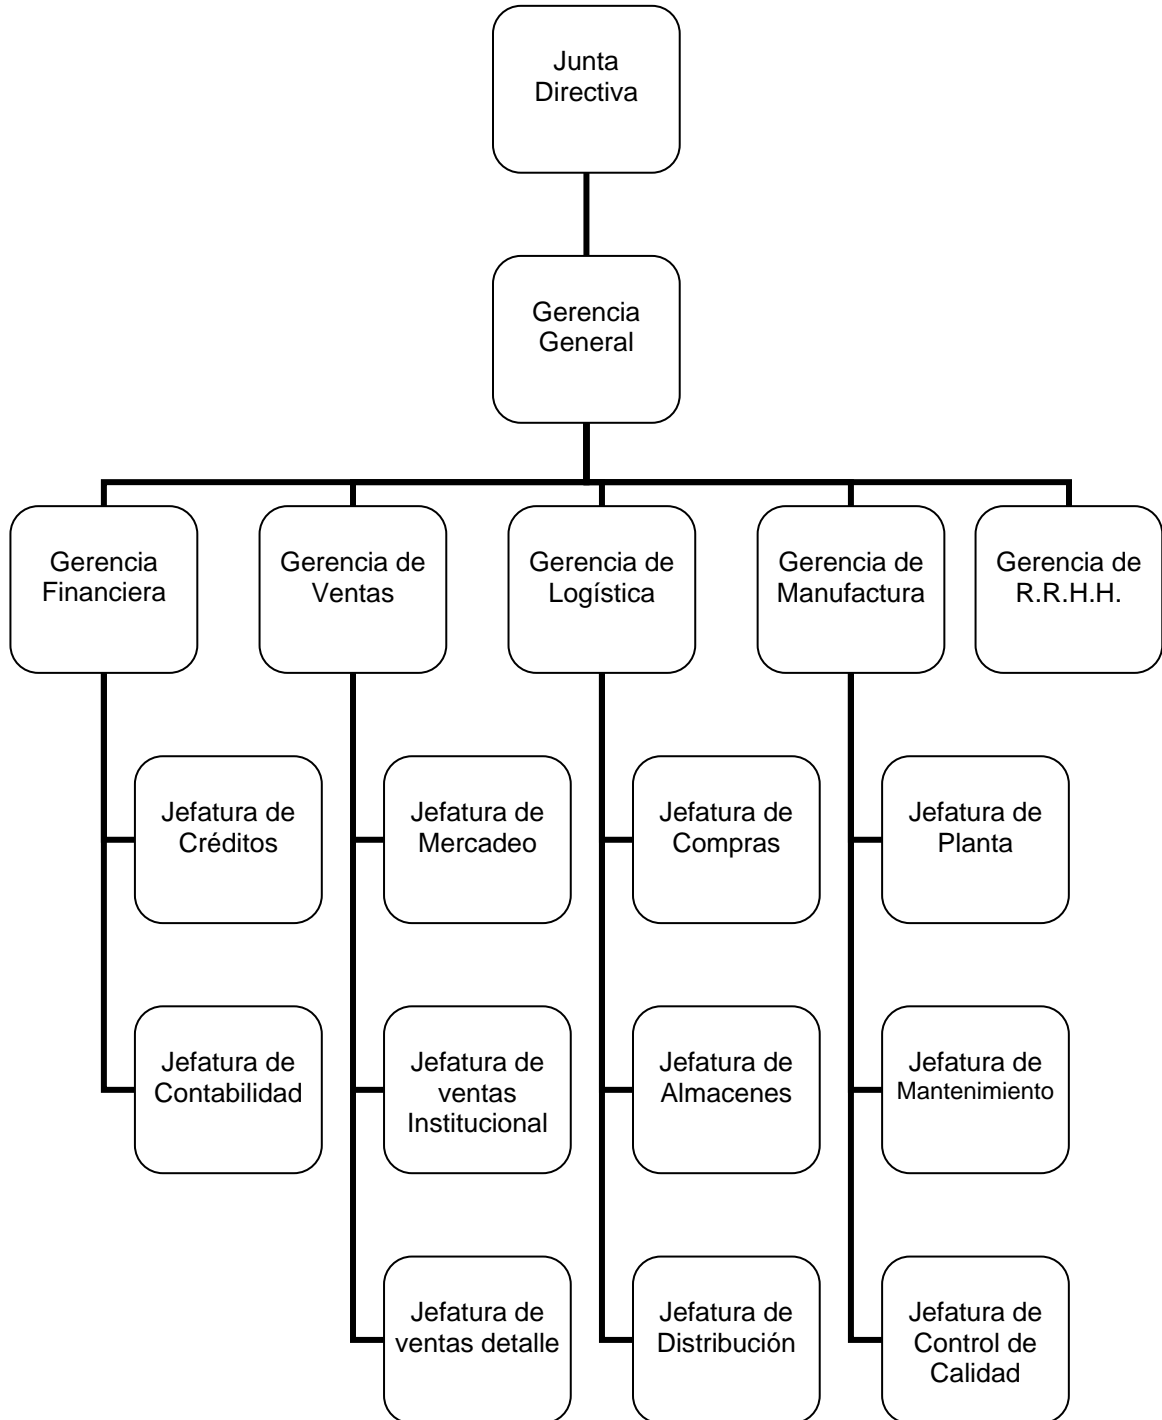 Junta
Directiva
Gerencia
General
Gerencia
Financiera
Gerencia de
Ventas
Gerencia de
Logística
Gerencia de
Manufactura
Gerencia de
R.R.H.H.
Jefatura de
Créditos
Jefatura de
Mercadeo
Jefatura de
Compras
Jefatura de
Planta
Jefatura de
Contabilidad
Jefatura de
ventas
Institucional
Jefatura de
Almacenes
Jefatura de
Mantenimiento
Jefatura de
ventas detalle
Jefatura de
Distribución
Jefatura de
Control de
Calidad